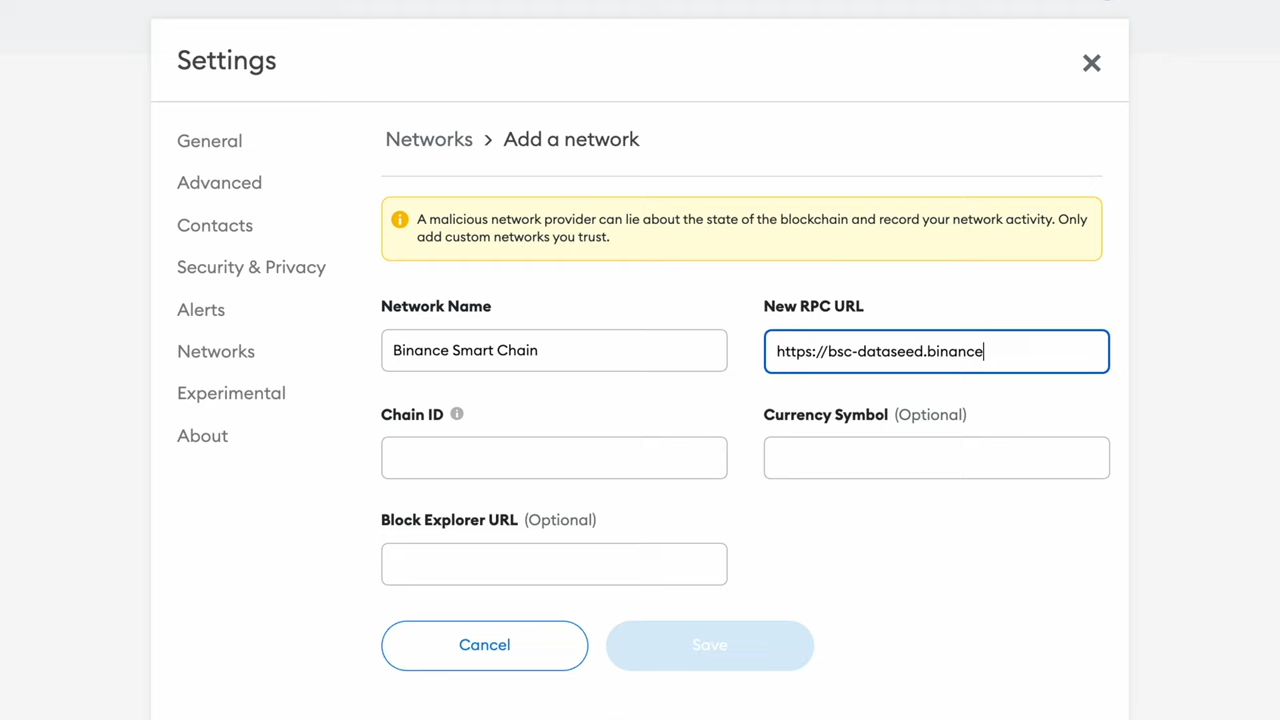 Settings
General
Advanced
Contacts
Security & Privacy
Alerts
Networks
Experimental
About
Networks > Add a network
A malicious network provider can lie about the state of the blockchain and record your network activity. Only
add custom networks you trust.
Network Name
Binance Smart Chain
New RPC URL
https://bsc-dataseed.binance
Chain ID
Currency Symbol (Optional)
Block Explorer URL (Optional)
Cancel
Save